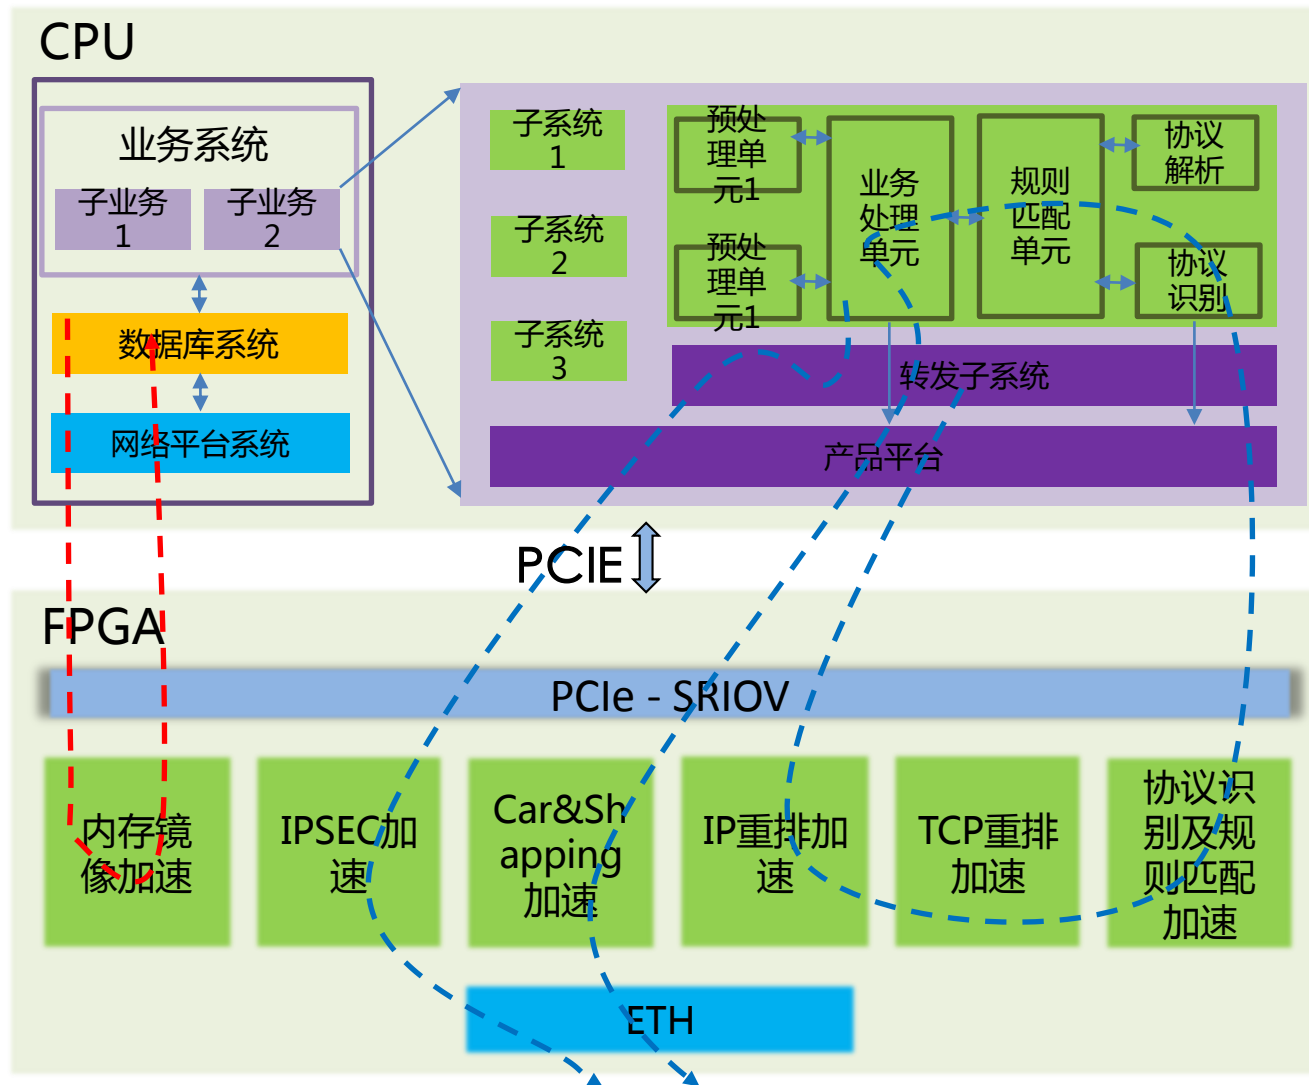 CPU
业务系统
子业务
1
子业务
2
数据库系统
网络平台系统
子系统
1
子系统
2
子系统
3
预处
理单
元1
预处
理单
元1
业务
处理
单元
规则
匹配
单元
协议
解析
协议
识别
转发子系统
产品平台
PCIE
FPGA
PCIe - SRIOV
内存镜
像加速
IPSEC加
速
Car&Sh
apping
加速
IP重排加
速
TCP重排
加速
协议识
别及规
则匹配
加速
ETH